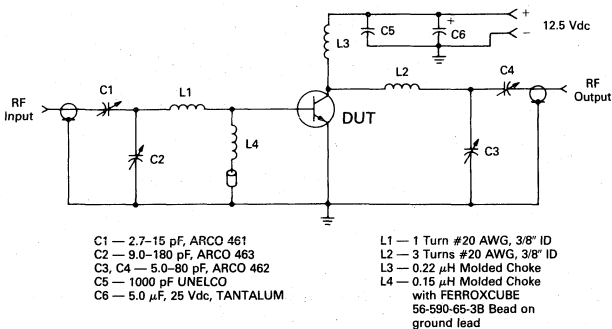 +
12.5 Vdc
−
C5
+
C6
L3
C1
L1
L2
C4
RF
Input
RF
Output
DUT
L4
C2
C3
C1 — 2.7–15 pF, ARCO 461
C2 — 9.0–180 pF, ARCO 463
C3, C4 — 5.0–80 pF, ARCO 462
C5 — 1000 pF UNELCO
C6 — 5.0 μF, 25 Vdc, TANTALUM
L1 — 1 Turn #20 AWG, 3/8" ID
L2 — 3 Turns #20 AWG, 3/8" ID
L3 — 0.22 μH Molded Choke
L4 — 0.15 μH Molded Choke
with FERROXCUBE
56-590-65-3B Bead on
ground lead